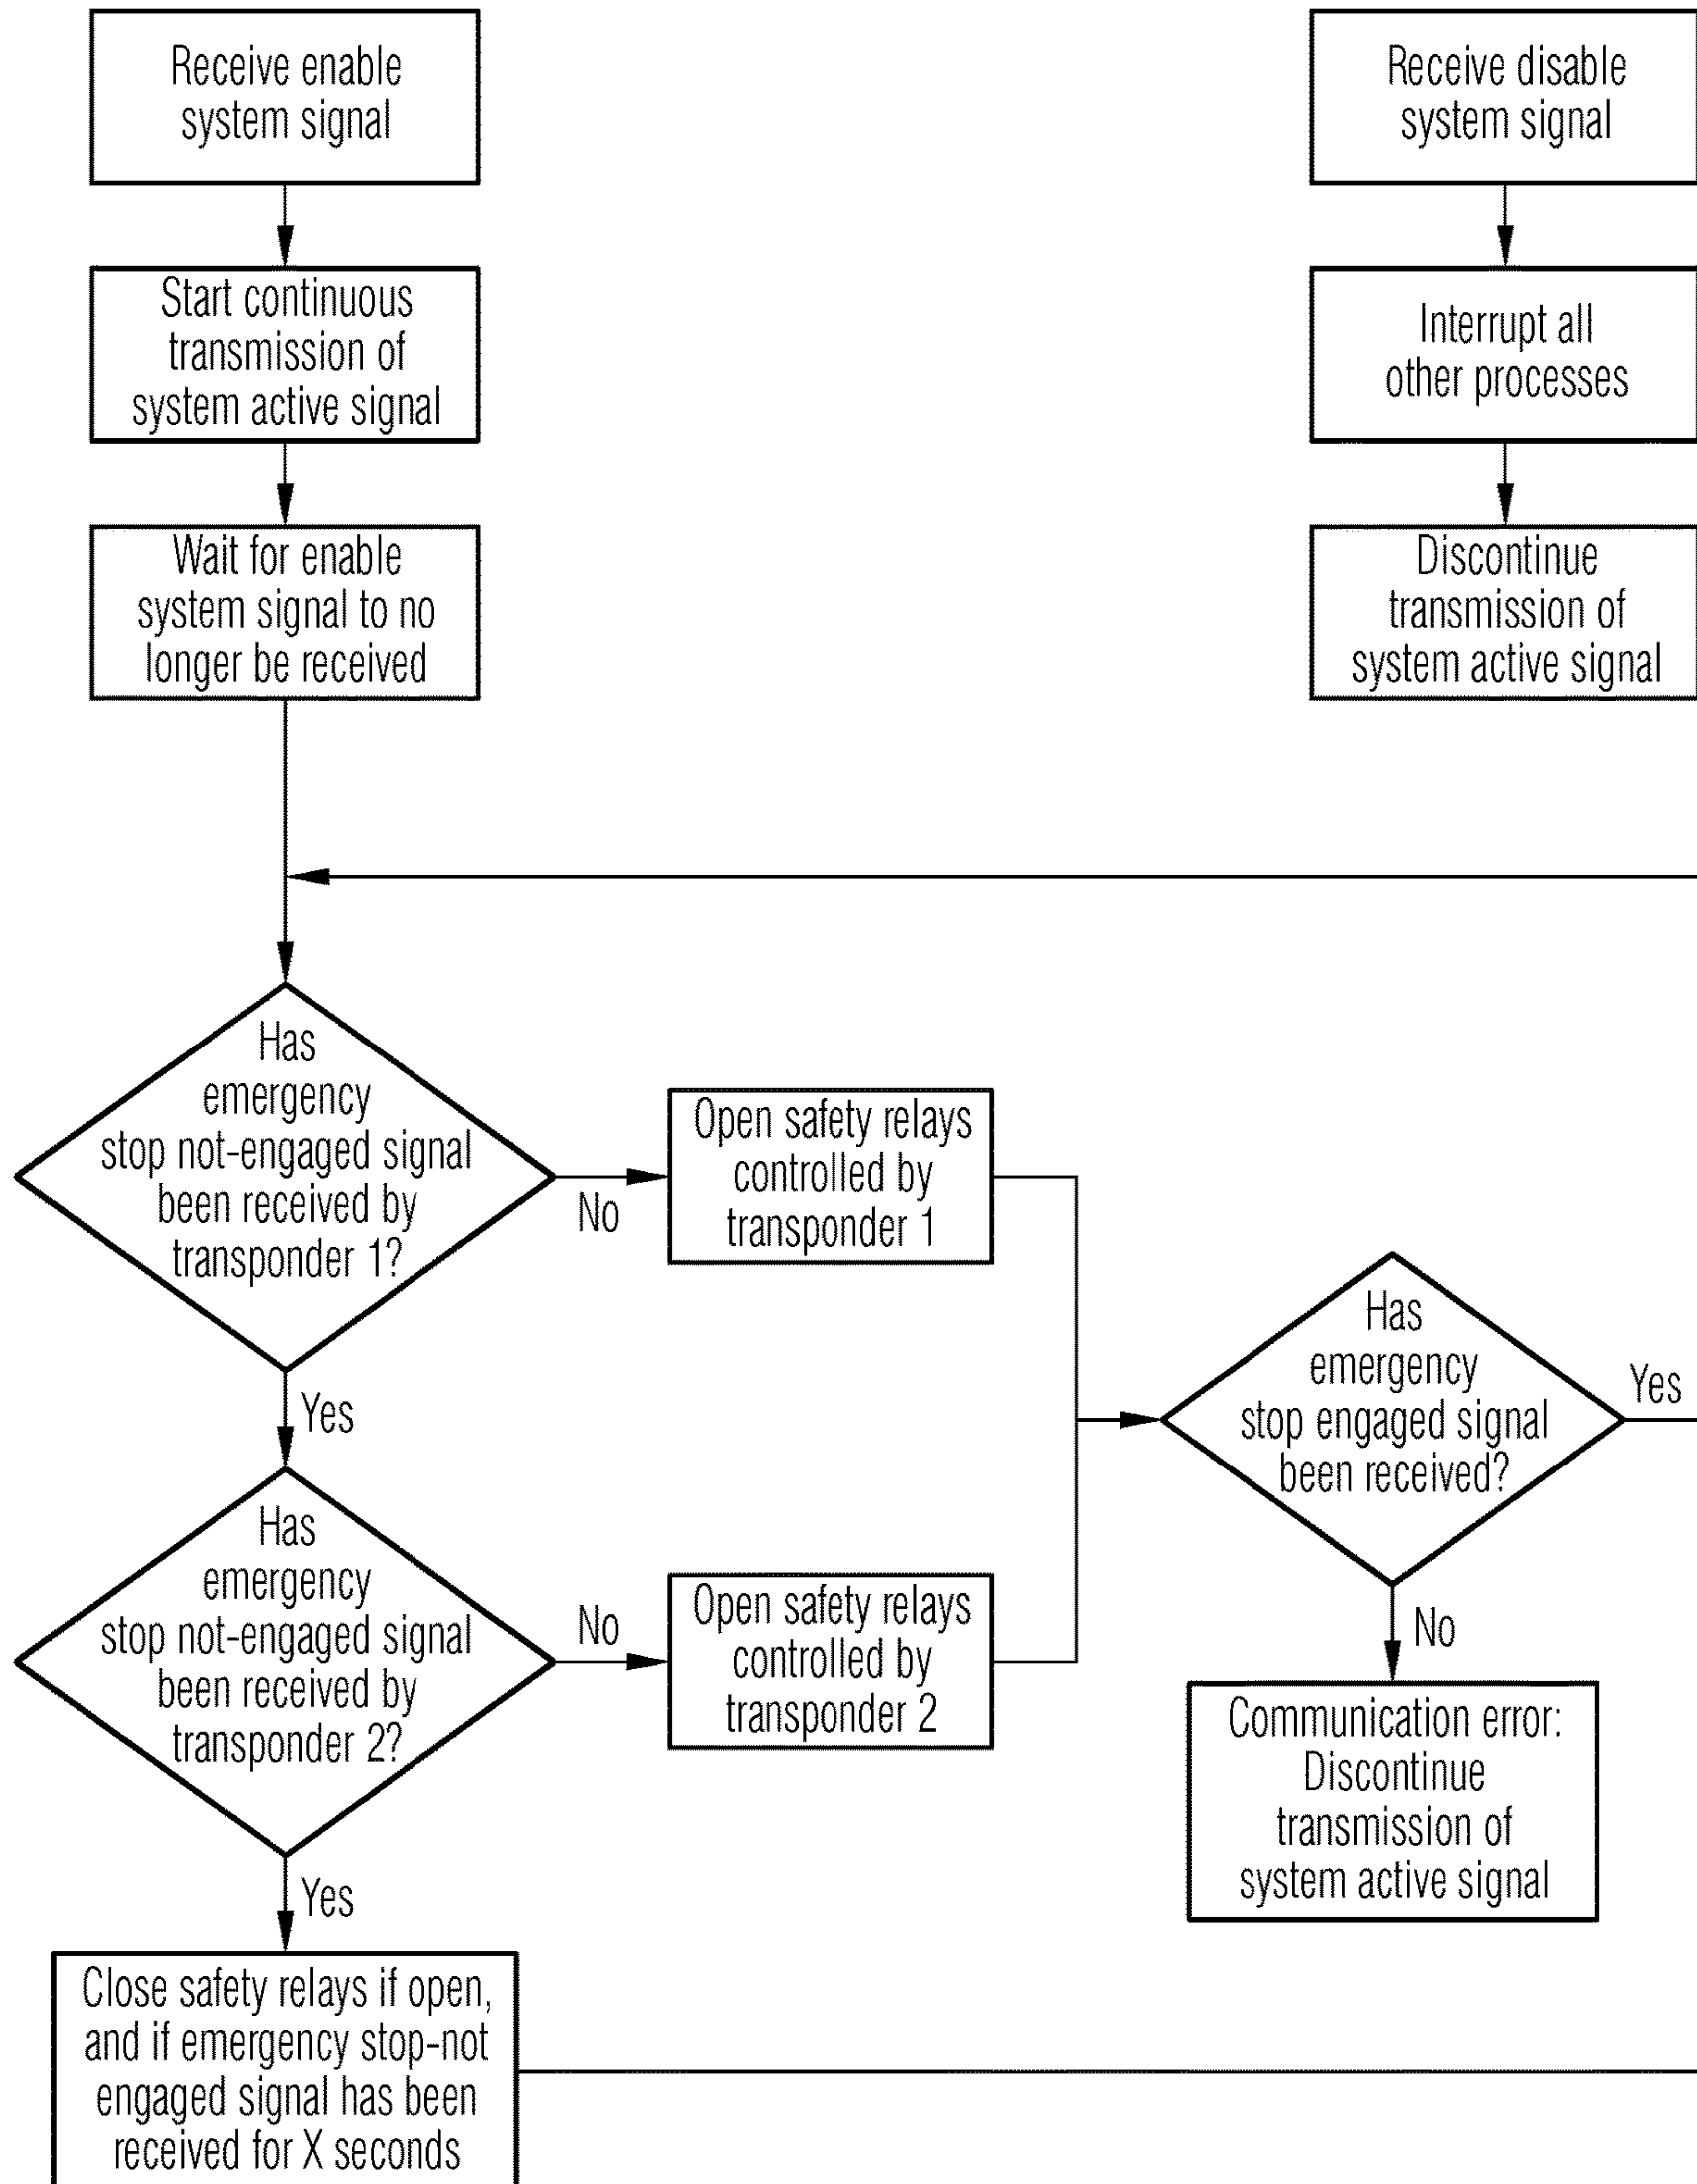 Receive enable
system signal
Start continuous
transmission of
system active signal
Wait for enable
system signal to no
longer be received
Receive disable
system signal
Interrupt all
other processes
Discontinue
transmission of
system active signal
Has
emergency
stop not-engaged signal
been received by
transponder 1?
No
Open safety relays
controlled by
transponder 1
Yes
Has
emergency
stop not-engaged signal
been received by
transponder 2?
No
Open safety relays
controlled by
transponder 2
Has
emergency
stop engaged signal
been received?
Yes
No
Communication error:
Discontinue
transmission of
system active signal
Yes
Close safety relays if open,
and if emergency stop-not
engaged signal has been
received for X seconds